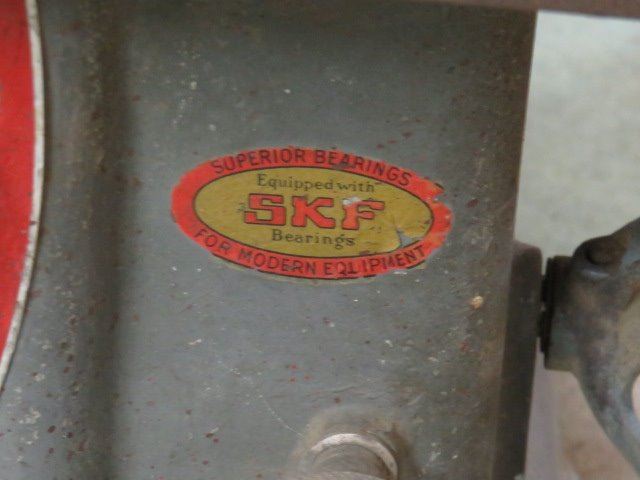 SUPERIOR BEARINGS
Equipped with
SKF
Bearings
FOR MODERN EQUIPMENT